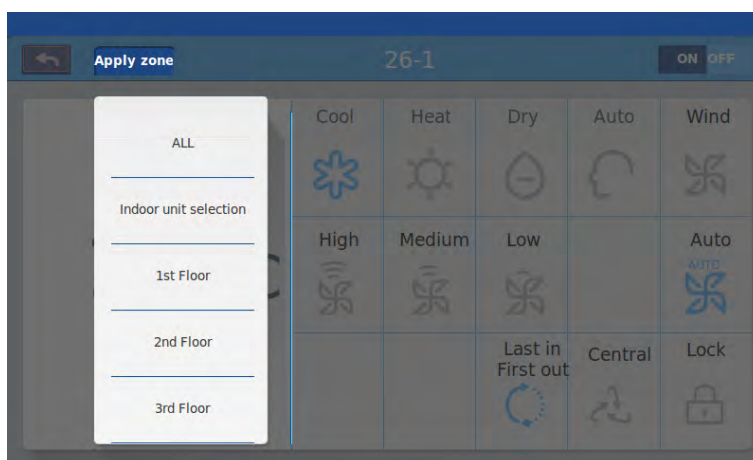 Apply zone
26-1
ON OFF
ALL
Indoor unit selection
1st Floor
2nd Floor
3rd Floor
Cool
Heat
Dry
Auto
Wind
High
Medium
Low
Auto
AUTO
Last in
First out
Central
Lock